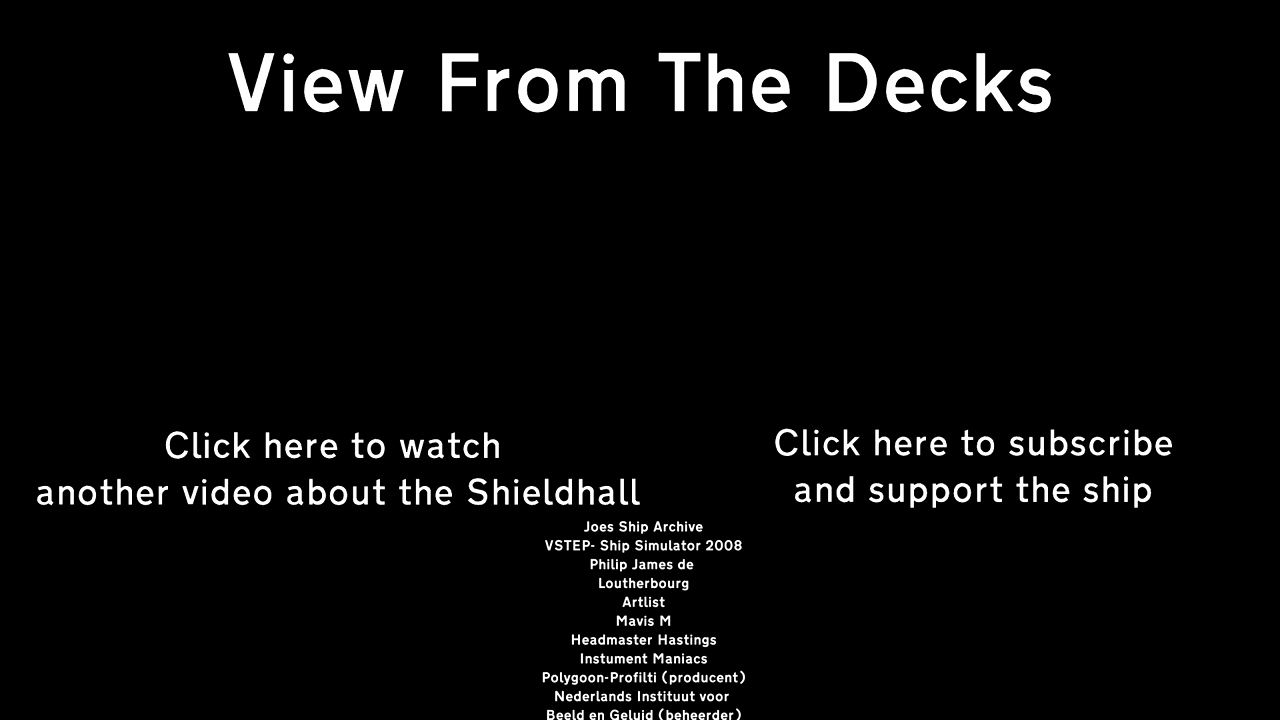 View From The Decks
Click here to watch
another video about the Shieldhall
Click here to subscribe
and support the ship
Joes Ship Archive
VSTEP- Ship Simulator 2008
Philip James de
Loutherbourg
Artlist
Mavis M
Headmaster Hastings
Instument Maniacs
Polygoon-Profilti (producent)
Nederlands Instituut voor
Beeld en Geluid (beheerder)